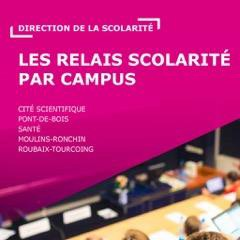 DIRECTION DE LA SCOLARITÉ
LES RELAIS SCOLARITÉ
PAR CAMPUS
CITÉ SCIENTIFIQUE
PONT-DE-BOIS
SANTÉ
MOULINS-RONCHIN
ROUBAIX-TOURCOING